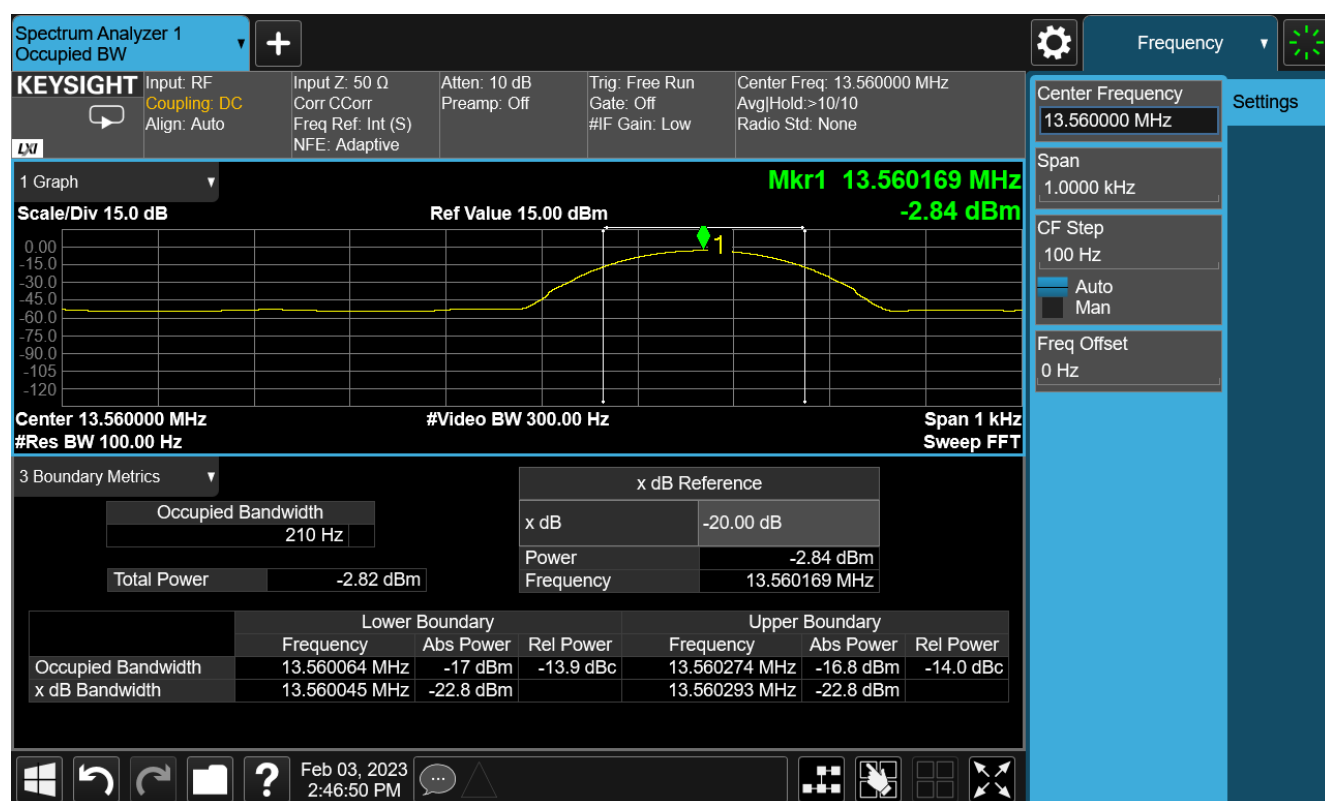 Spectrum Analyzer 1
Occupied BW
+
Frequency
KEYSIGHT
LXI
Input: RF
Coupling: DC
Align: Auto
Input Z: 50 Ω
Corr CCorr
Freq Ref: Int (S)
NFE: Adaptive
Atten: 10 dB
Preamp: Off
Trig: Free Run
Gate: Off
#IF Gain: Low
Center Freq: 13.560000 MHz
Avg|Hold:>10/10
Radio Std: None
Center Frequency
13.560000 MHz
Settings
Span
1.0000 kHz
CF Step
100 Hz
Auto
Man
Freq Offset
0 Hz
1 Graph
Mkr1 13.560169 MHz
Scale/Div 15.0 dB Ref Value 15.00 dBm -2.84 dBm
1
0.00
-15.0
-30.0
-45.0
-60.0
-75.0
-90.0
-105
-120
Center 13.560000 MHz #Video BW 300.00 Hz Span 1 kHz
#Res BW 100.00 Hz Sweep FFT
3 Boundary Metrics
Occupied Bandwidth
210 Hz
Total Power -2.82 dBm
x dB Reference
x dB -20.00 dB
Power -2.84 dBm
Frequency 13.560169 MHz
Lower Boundary Upper Boundary
Frequency Abs Power Rel Power Frequency Abs Power Rel Power
Occupied Bandwidth 13.560064 MHz -17 dBm -13.9 dBc 13.560274 MHz -16.8 dBm -14.0 dBc
x dB Bandwidth 13.560045 MHz -22.8 dBm 13.560293 MHz -22.8 dBm
?
Feb 03, 2023
2:46:50 PM